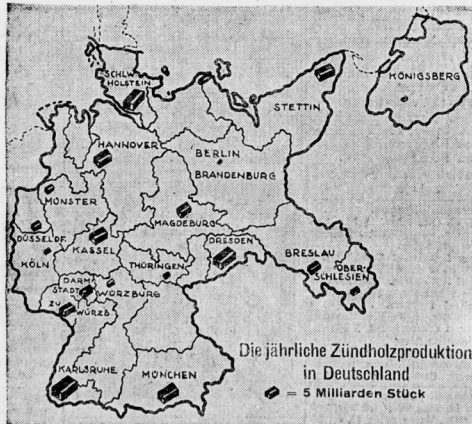 SCHLW.
HOLSTEIN
STETTIN
KÖNIGSBERG
HANNOVER
BERLIN
BRANDENBURG
MÜNSTER
MAGDEBURG
DÜSSELDF.
KASSEL
DRESDEN
BRESLAU
KÖLN
THÜRINGEN
OBER-
SCHLESIEN
DARM
STADT
WÜRZBURG
ZU
WÜRZB.
KARLSRUHE
MÜNCHEN
Die jährliche Zündholzproduktion
in Deutschland
= 5 Milliarden Stück